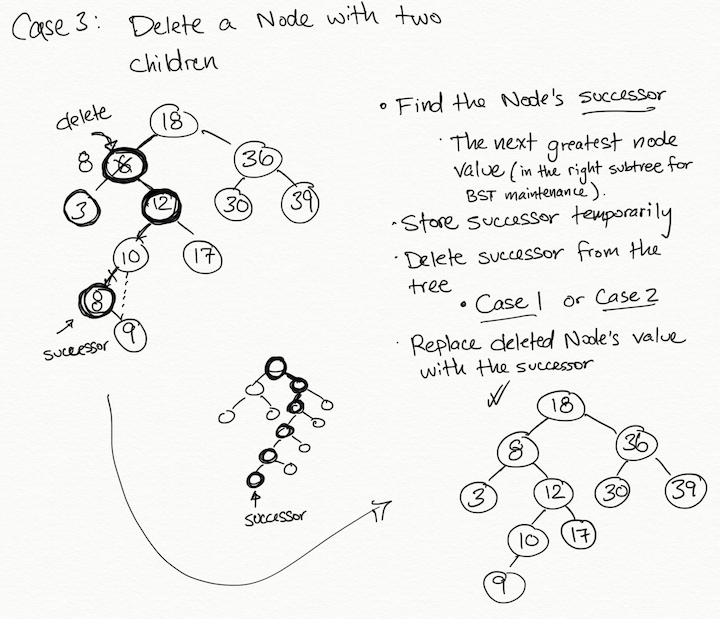 Case 3: Delete a Node with two
children
delete
18
8
6
36
3
12
30
39
10
17
8
successor
9
• Find the Node's successor
· The next greatest node
value (in the right subtree for
BST maintenance).
· Store successor temporarily
· Delete successor from the
tree
• Case 1 or Case 2
· Replace deleted Node's value
with the successor
successor
18
8
36
3
12
30
39
10
17
9